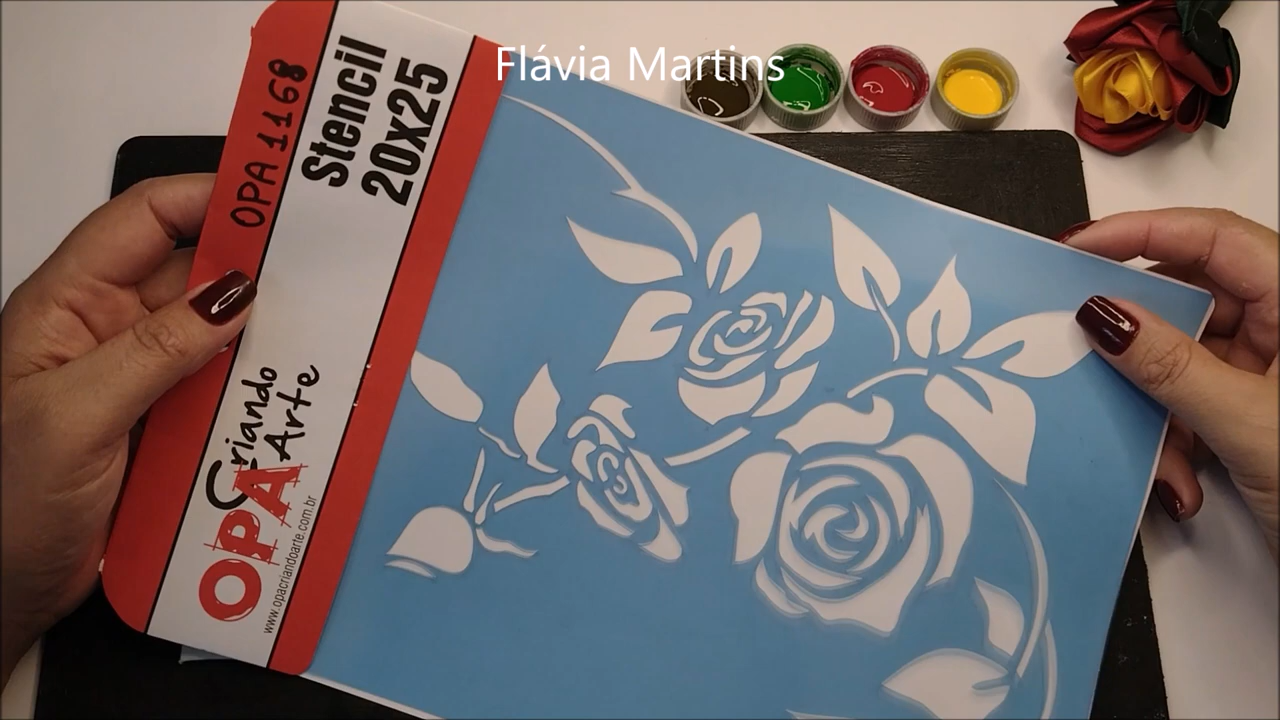 Flávia Martins
OPA 1168
Stencil
20x25
OPA
Criando
Arte
www.opacriandoarte.com.br